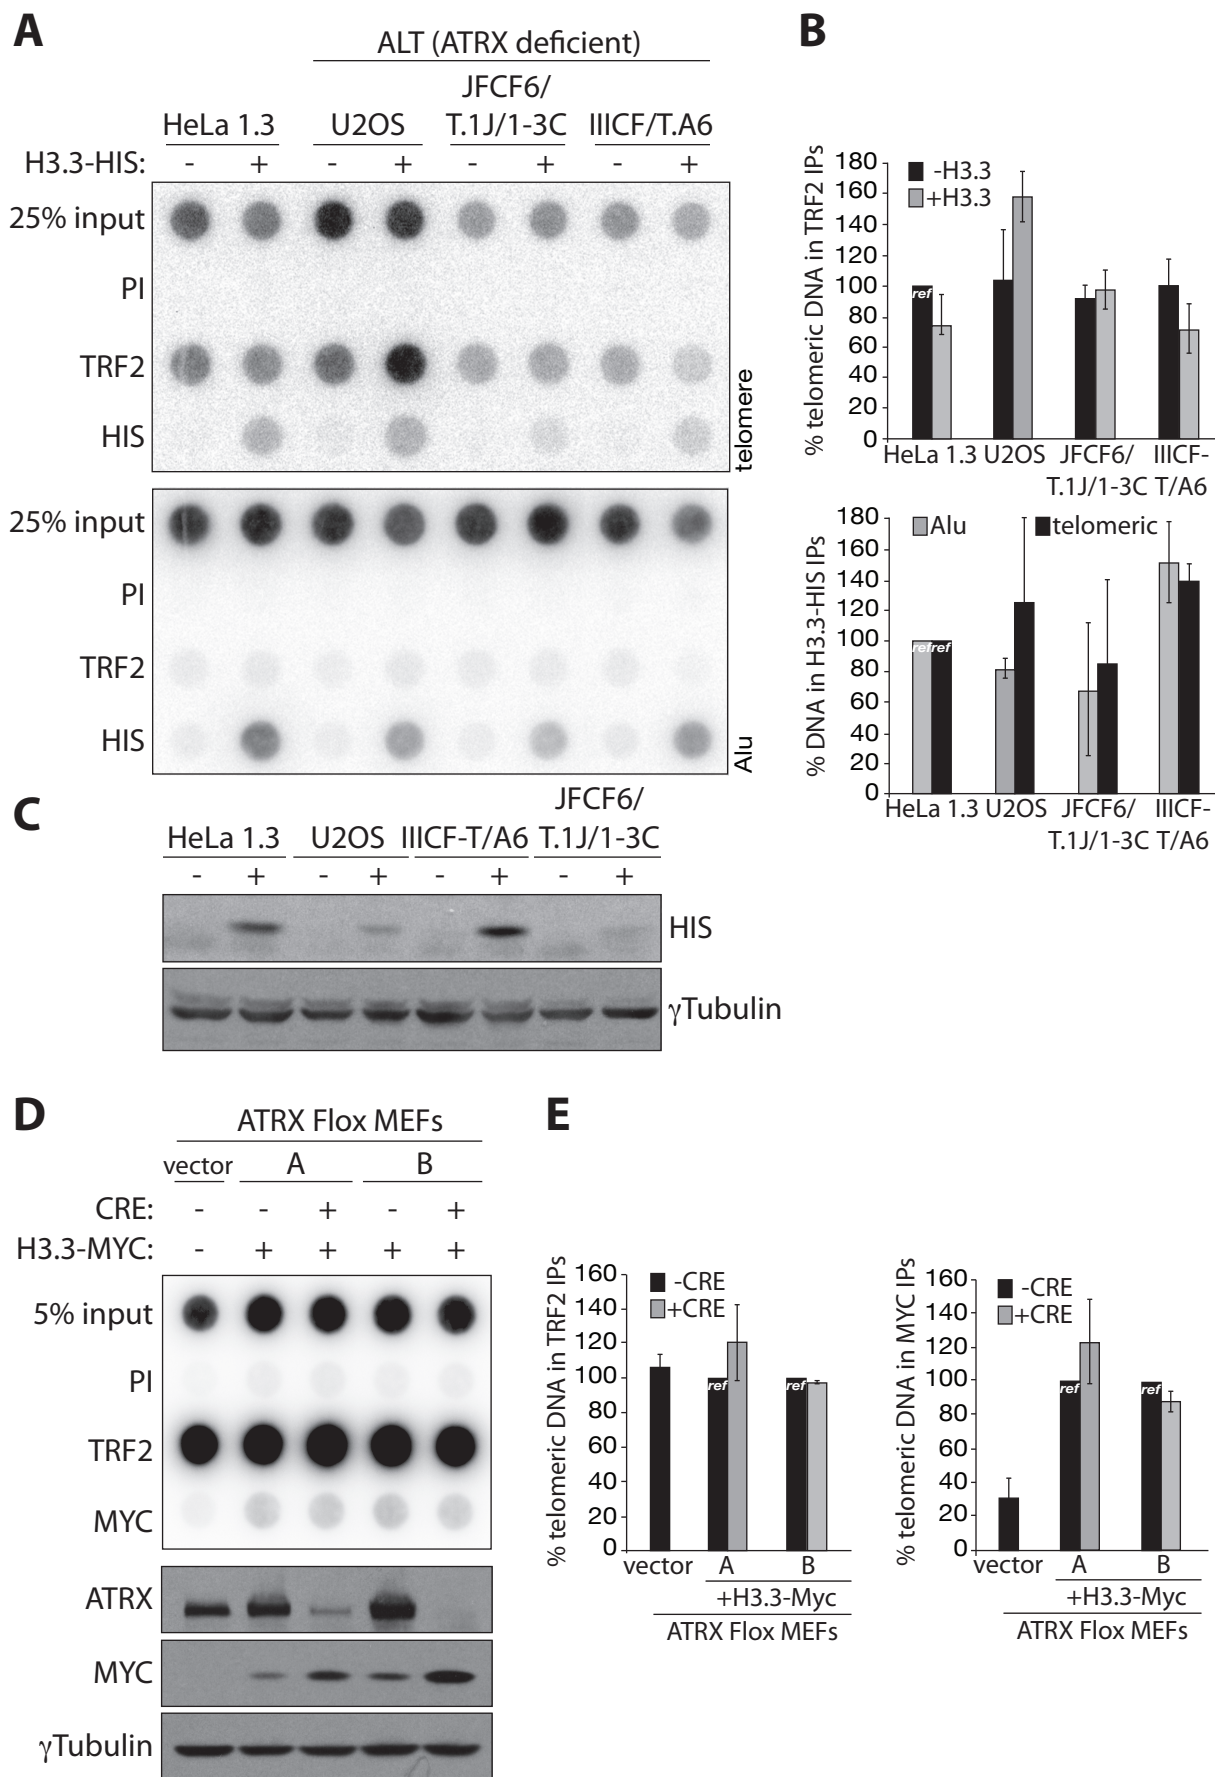 A
ALT (ATRX deficient)
HeLa 1.3 U2OS JFCF6/ T.1J/1-3C IIICF/T.A6
H3.3-HIS: - + - + - + - +
25% input
PI
TRF2
HIS
telomere
25% input
PI
TRF2
HIS
Alu
B
% telomeric DNA in TRF2 IPs
180
160
140
120
100
80
60
40
20
0
-H3.3
+H3.3
ref
HeLa 1.3 U2OS JFCF6/ IIICF-
T.1J/1-3C T/A6
% DNA in H3.3-HIS IPs
180
160
140
120
100
80
60
40
20
0
Alu telomeric
ref ref
HeLa 1.3 U2OS JFCF6/ IIICF-
T.1J/1-3C T/A6
C
JFCF6/
HeLa 1.3 U2OS IIICF-T/A6 T.1J/1-3C
- + - + - + - +
HIS
γTubulin
D
ATRX Flox MEFs
vector A B
CRE: - - + - +
H3.3-MYC: - + + + +
5% input
PI
TRF2
MYC
ATRX
MYC
γTubulin
E
% telomeric DNA in TRF2 IPs
160
140
120
100
80
60
40
20
0
-CRE
+CRE
ref ref
vector A B
+H3.3-Myc
ATRX Flox MEFs
% telomeric DNA in MYC IPs
160
140
120
100
80
60
40
20
0
-CRE
+CRE
ref ref
vector A B
+H3.3-Myc
ATRX Flox MEFs